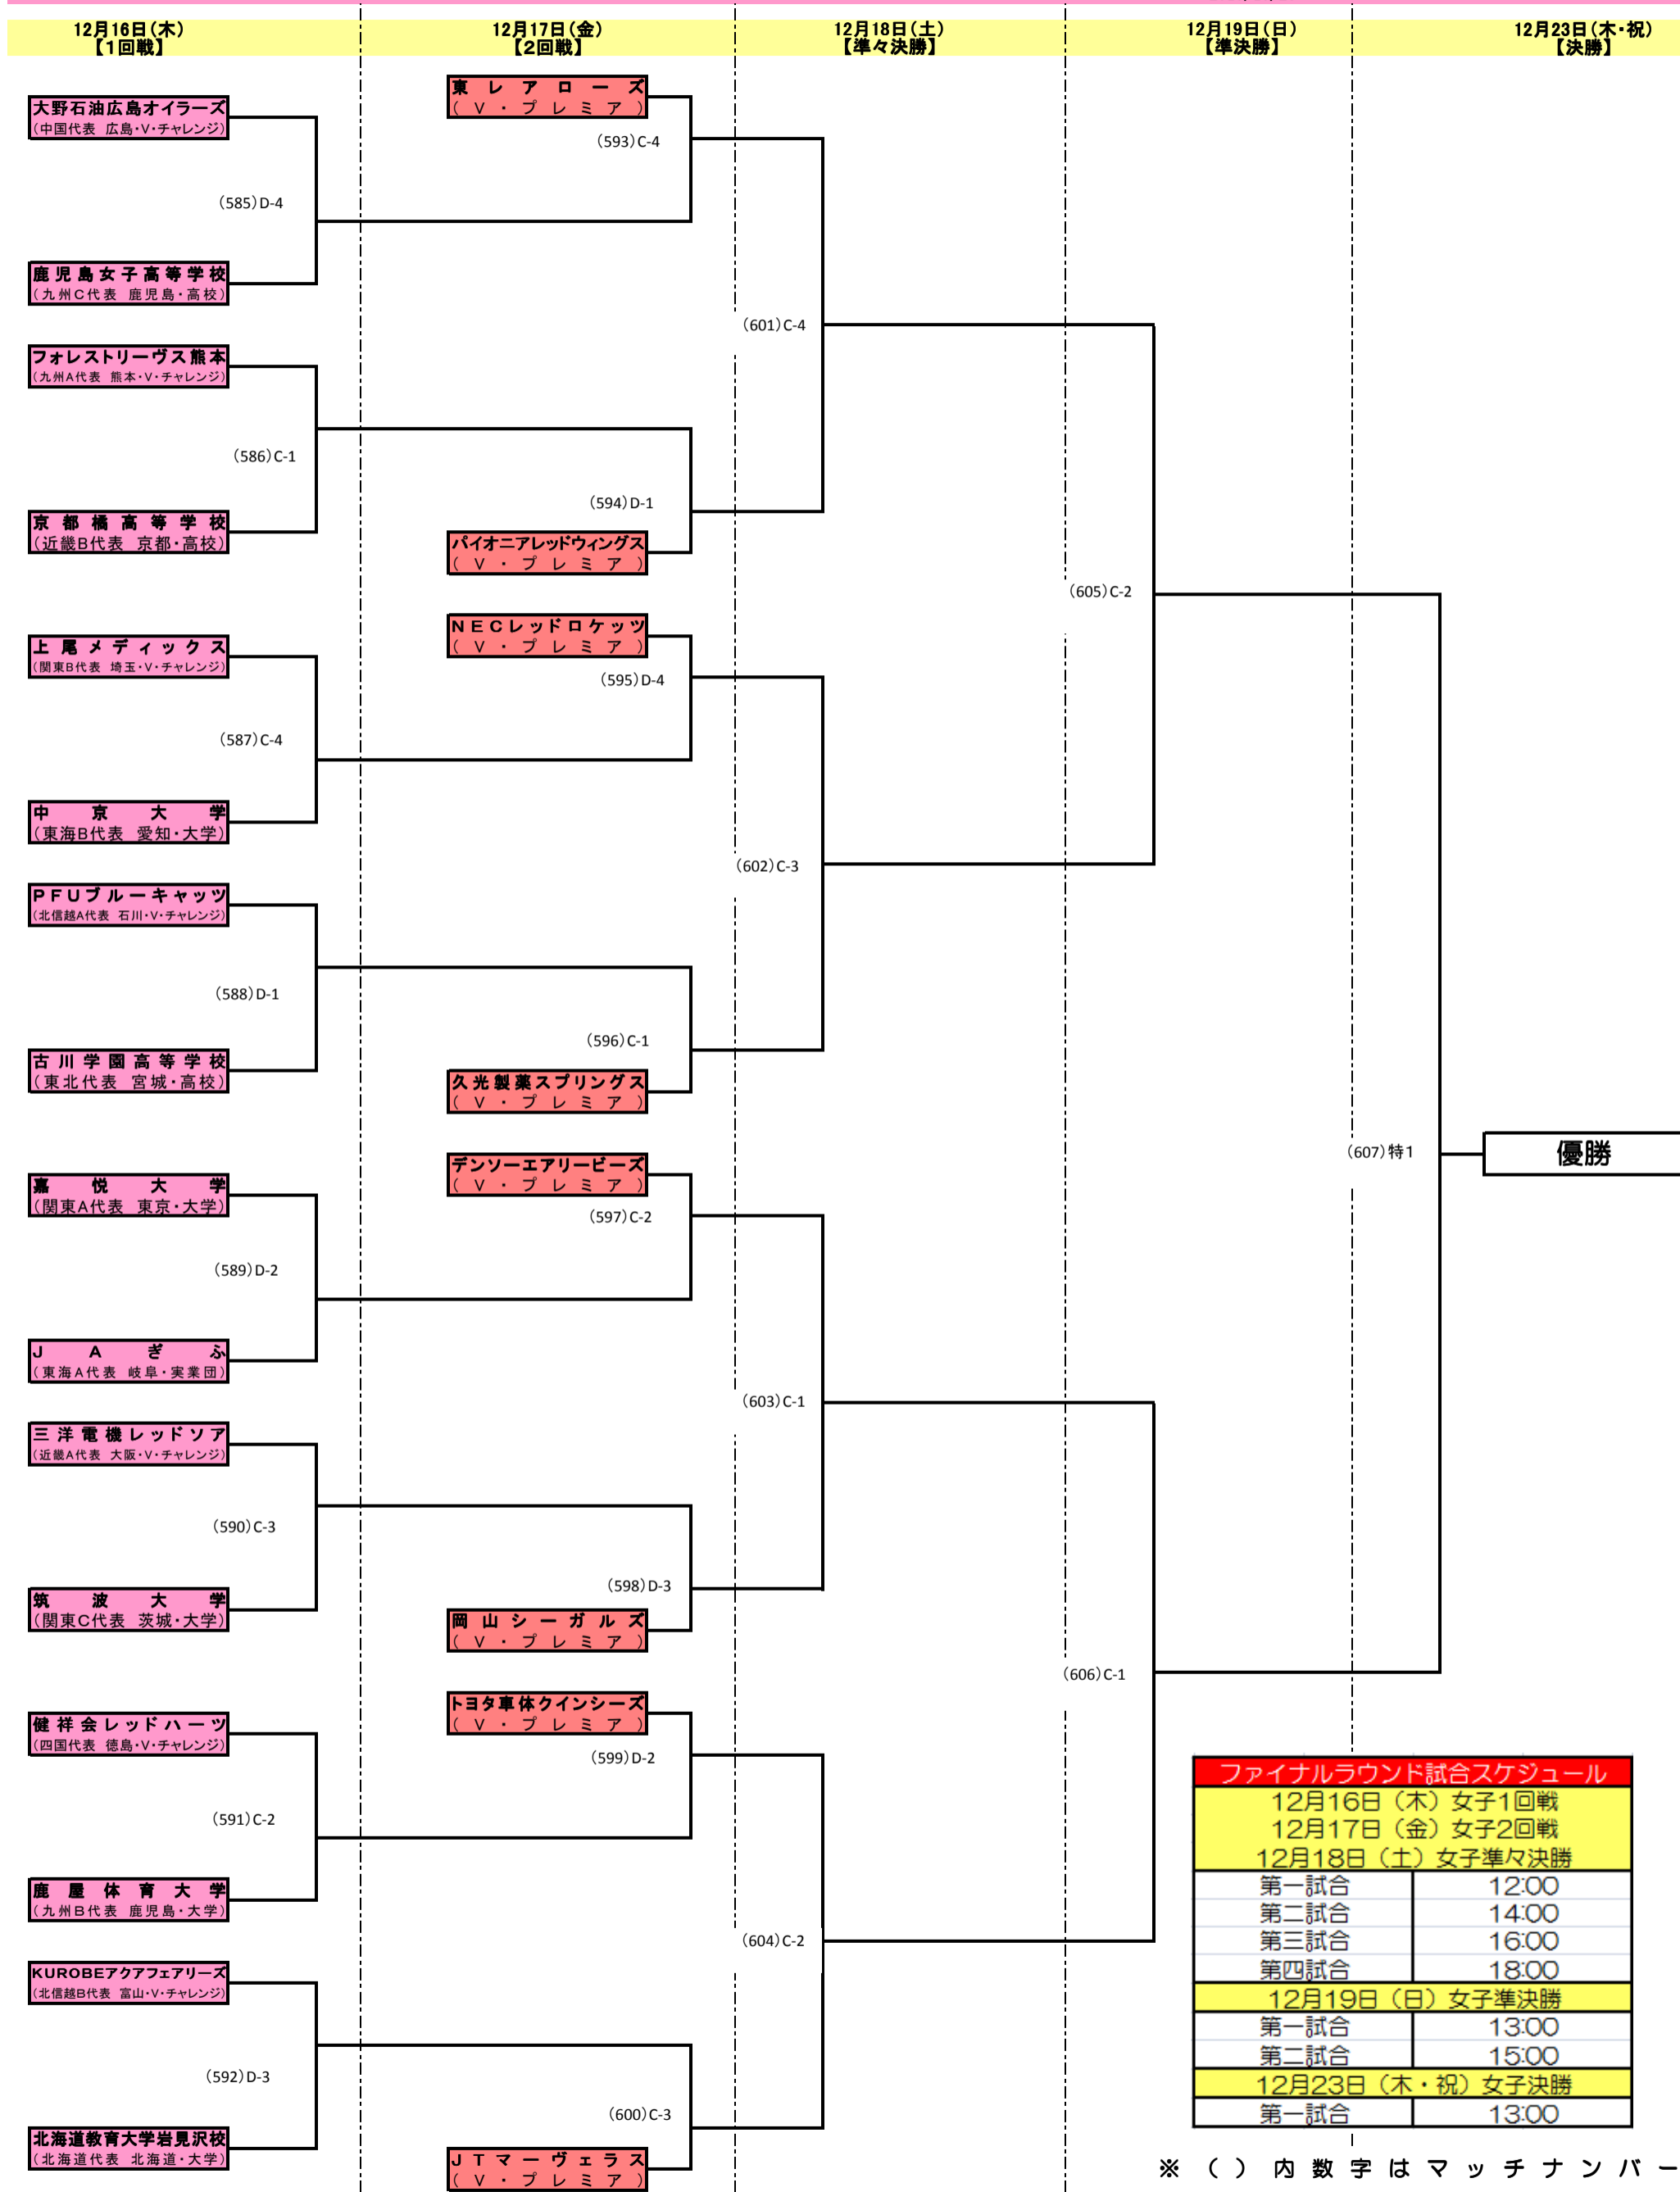 12月16日(木)
【1回戦】
12月17日(金)
【2回戦】
12月18日(土)
【準々決勝】
12月19日(日)
【準決勝】
12月23日(木・祝)
【決勝】
大野石油広島オイラーズ
(中国代表 広島・V・チャレンジ)
(585)D-4
鹿児島女子高等学校
(九州C代表 鹿児島・高校)
フォレストリーヴス熊本
(九州A代表 熊本・V・チャレンジ)
(586)C-1
京都橘高等学校
(近畿B代表 京都・高校)
上尾メディックス
(関東B代表 埼玉・V・チャレンジ)
(587)C-4
中京大学
(東海B代表 愛知・大学)
PFUブルーキャッツ
(北信越A代表 石川・V・チャレンジ)
(588)D-1
古川学園高等学校
(東北代表 宮城・高校)
嘉悦大学
(関東A代表 東京・大学)
(589)D-2
JAぎふ
(東海A代表 岐阜・実業団)
三洋電機レッドソア
(近畿A代表 大阪・V・チャレンジ)
(590)C-3
筑波大学
(関東C代表 茨城・大学)
健祥会レッドハーツ
(四国代表 徳島・V・チャレンジ)
(591)C-2
鹿屋体育大学
(九州B代表 鹿児島・大学)
KUROBEアクアフェアリーズ
(北信越B代表 富山・V・チャレンジ)
(592)D-3
北海道教育大学岩見沢校
(北海道代表 北海道・大学)
東レアローズ
(V・プレミア)
(593)C-4
(594)D-1
パイオニアレッドウィングス
(V・プレミア)
NECレッドロケッツ
(V・プレミア)
(595)D-4
(596)C-1
久光製薬スプリングス
(V・プレミア)
デンソーエアリービーズ
(V・プレミア)
(597)C-2
(598)D-3
岡山シーガルズ
(V・プレミア)
トヨタ車体クインシーズ
(V・プレミア)
(599)D-2
(600)C-3
JTマーヴェラス
(V・プレミア)
(601)C-4
(602)C-3
(603)C-1
(604)C-2
(605)C-2
(606)C-1
(607)特1
優勝
ファイナルラウンド試合スケジュール
12月16日(木)女子1回戦
12月17日(金)女子2回戦
12月18日(土)女子準々決勝
第一試合 12:00
第二試合 14:00
第三試合 16:00
第四試合 18:00
12月19日(日)女子準決勝
第一試合 13:00
第二試合 15:00
12月23日(木・祝)女子決勝
第一試合 13:00
※()内数字はマッチナンバー